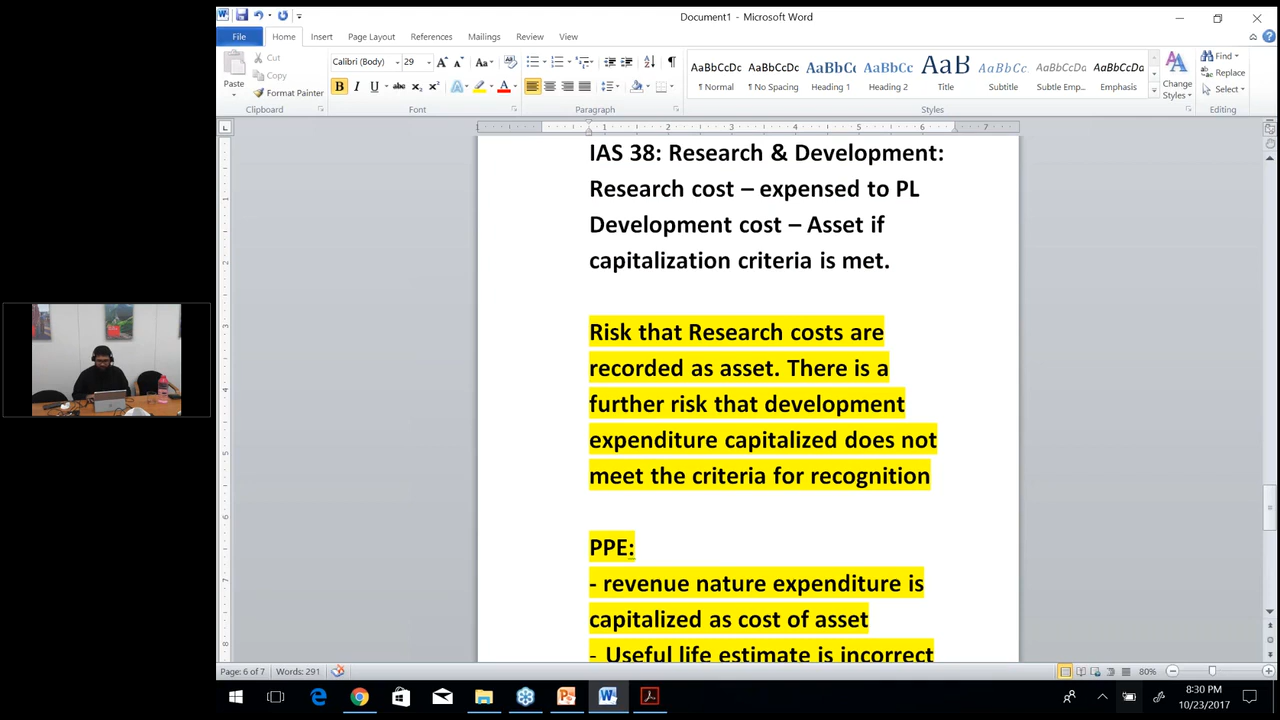 Document1 - Microsoft Word
File Home Insert Page Layout References Mailings Review View
Paste
Cut
Copy
Format Painter
Clipboard
Calibri (Body) 29
Font
Paragraph
AaBbCcDc AaBbCcDc AaBbCc AaBbCc AaB AaBbCc AaBbCcDc AaBbCcDc
¶ Normal ¶ No Spacing Heading 1 Heading 2 Title Subtitle Subtle Emp... Emphasis
Change Styles
Styles
Find
Replace
Select
Editing
IAS 38: Research & Development:
Research cost – expensed to PL
Development cost – Asset if
capitalization criteria is met.
Risk that Research costs are
recorded as asset. There is a
further risk that development
expenditure capitalized does not
meet the criteria for recognition
PPE:
- revenue nature expenditure is
capitalized as cost of asset
- Useful life estimate is incorrect
Page: 6 of 7 Words: 291 80%
8:30 PM
10/23/2017